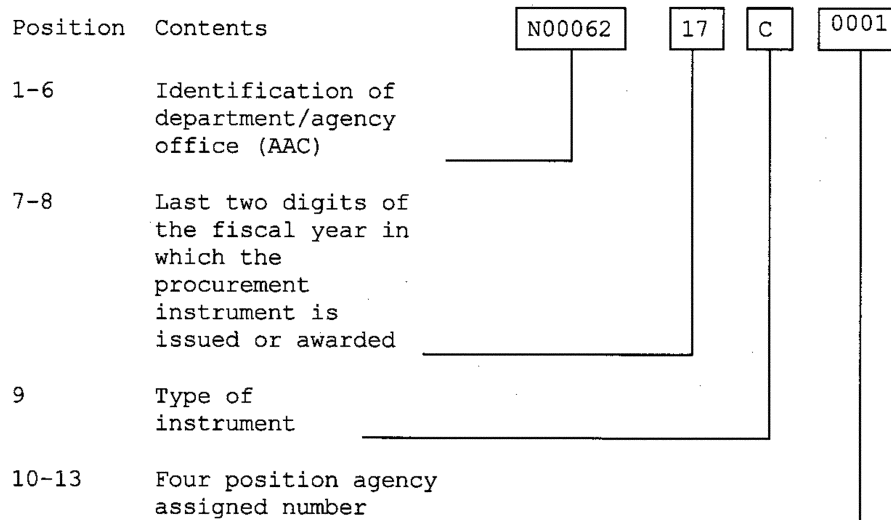 Position Contents N00062 17 C 0001
1-6 Identification of
department/agency
office (AAC)
7-8 Last two digits of
the fiscal year in
which the
procurement
instrument is
issued or awarded
9 Type of
instrument
10-13 Four position agency
assigned number